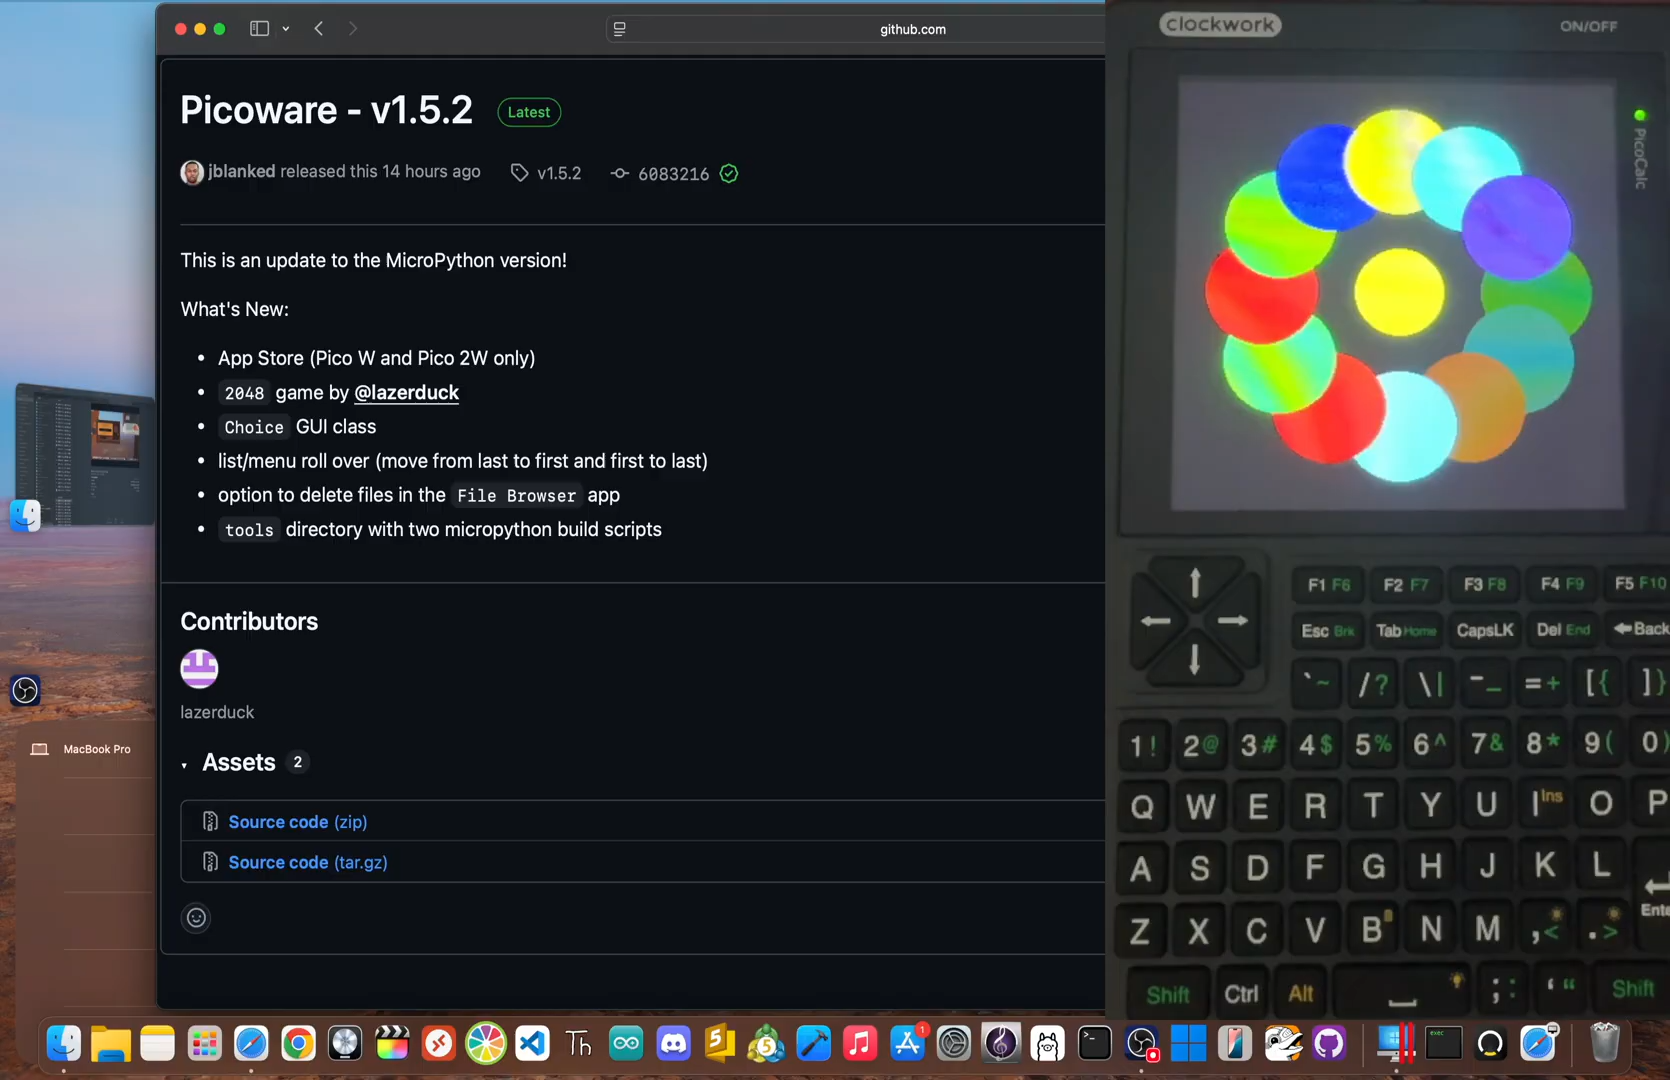 github.com
Picoware - v1.5.2
Latest
jblanked released this 14 hours ago
v1.5.2
6083216
This is an update to the MicroPython version!
What's New:
• App Store (Pico W and Pico 2W only)
• 2048 game by @lazerduck
• Choice GUI class
• list/menu roll over (move from last to first and first to last)
• option to delete files in the File Browser app
• tools directory with two micropython build scripts
Contributors
lazerduck
Assets 2
Source code (zip)
Source code (tar.gz)
MacBook Pro
clockwork
ON/OFF
PicoCalc
F1 F6 F2 F7 F3 F8 F4 F9 F5 F10
Esc Brk Tab Home CapsLK Del End Back
` ~ / ? \ | - _ = + [ { ] }
1 ! 2 @ 3 # 4 $ 5 % 6 ^ 7 & 8 * 9 ( 0 )
Q W E R T Y U I Ins O P
A S D F G H J K L
Ente
Z X C V B N M , < . >
Shift Ctrl Alt ; : ' " Shift
Th
5
5
1
exec